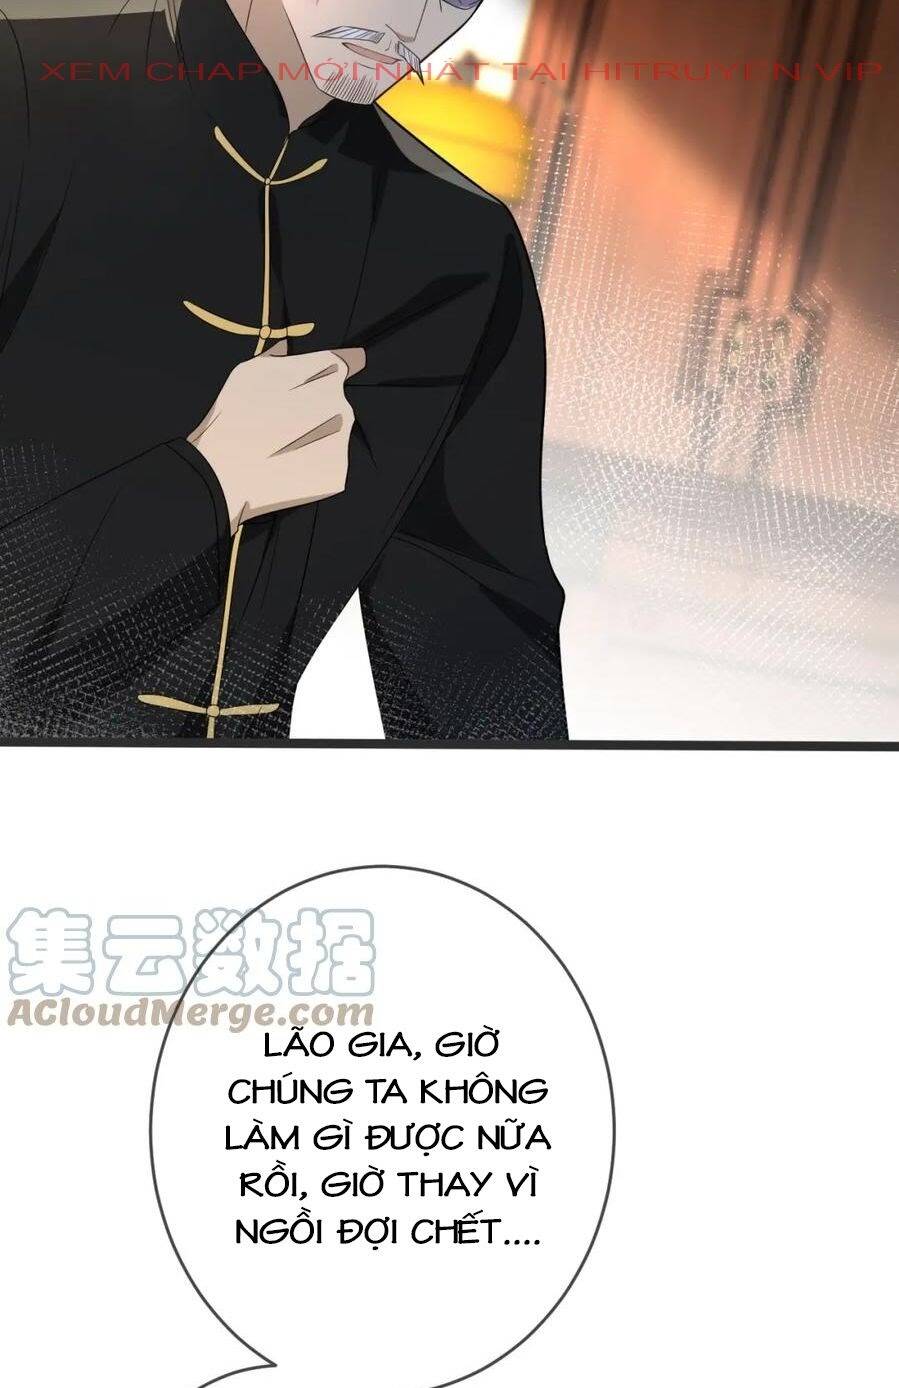 XEM CHAP MỚI NHẤT TẠI HITRUYEN.VIP
集云数据
ACloudMerge.com
LÃO GIA, GIỜ
CHÚNG TA KHÔNG
LÀM GÌ ĐƯỢC NỮA
RỒI, GIỜ THAY VÌ
NGỒI ĐỢI CHẾT....